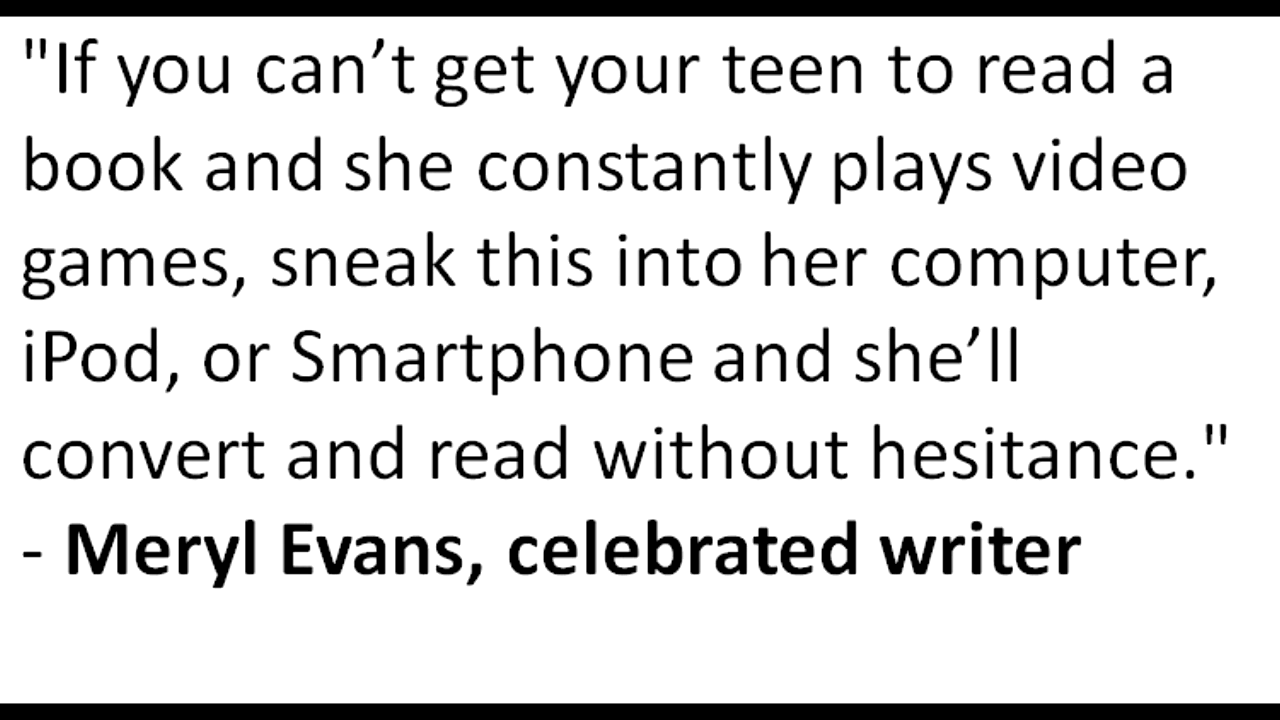 "If you can’t get your teen to read a
book and she constantly plays video
games, sneak this into her computer,
iPod, or Smartphone and she’ll
convert and read without hesitance."
- Meryl Evans, celebrated writer